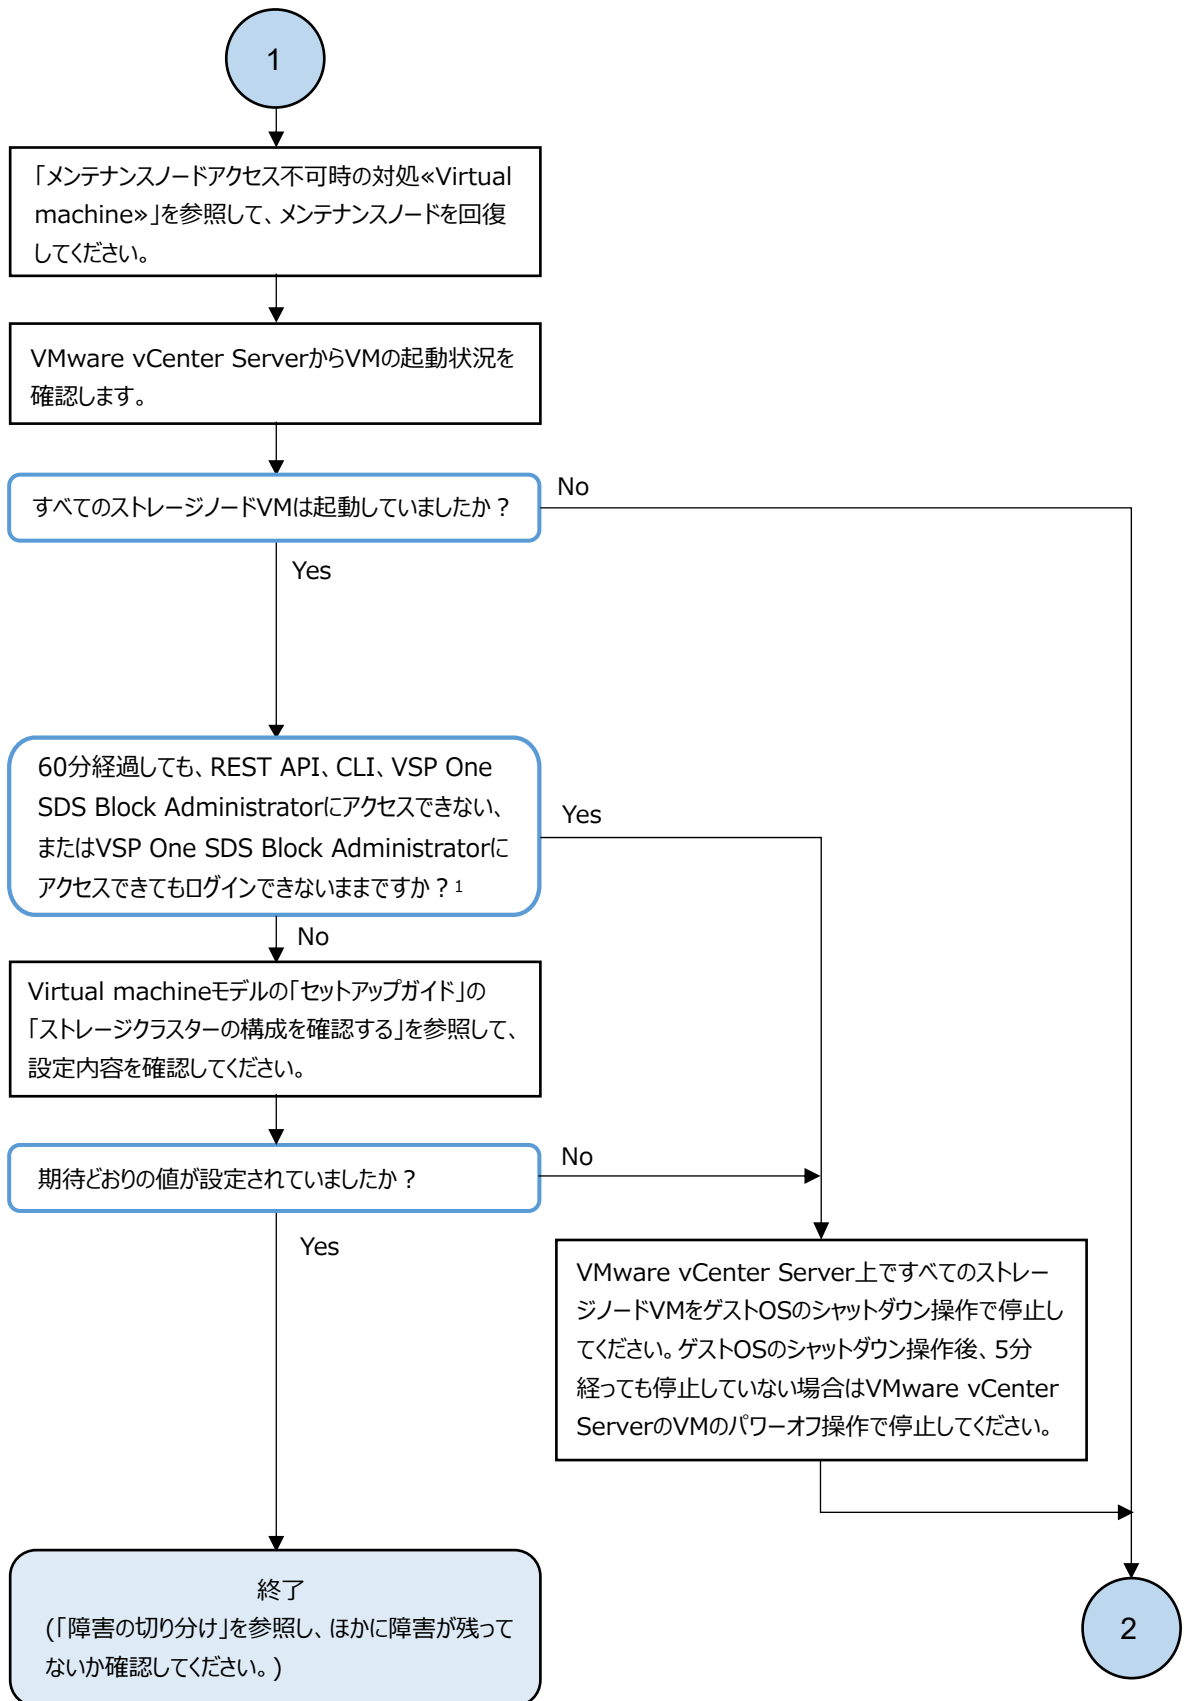 1
「メンテナンスノードアクセス不可時の対処«Virtual
machine»」を参照して、メンテナンスノードを回復
してください。
VMware vCenter ServerからVMの起動状況を
確認します。
すべてのストレージノードVMは起動していましたか？
No
Yes
60分経過しても、REST API、CLI、VSP One
SDS Block Administratorにアクセスできない、
またはVSP One SDS Block Administratorに
アクセスできてもログインできないままですか？1
Yes
No
Virtual machineモデルの「セットアップガイド」の
「ストレージクラスターの構成を確認する」を参照して、
設定内容を確認してください。
期待どおりの値が設定されていましたか？
No
Yes
VMware vCenter Server上ですべてのストレー
ジノードVMをゲストOSのシャットダウン操作で停止し
てください。ゲストOSのシャットダウン操作後、5分
経っても停止していない場合はVMware vCenter
ServerのVMのパワーオフ操作で停止してください。
終了
(「障害の切り分け」を参照し、ほかに障害が残って
ないか確認してください。)
2